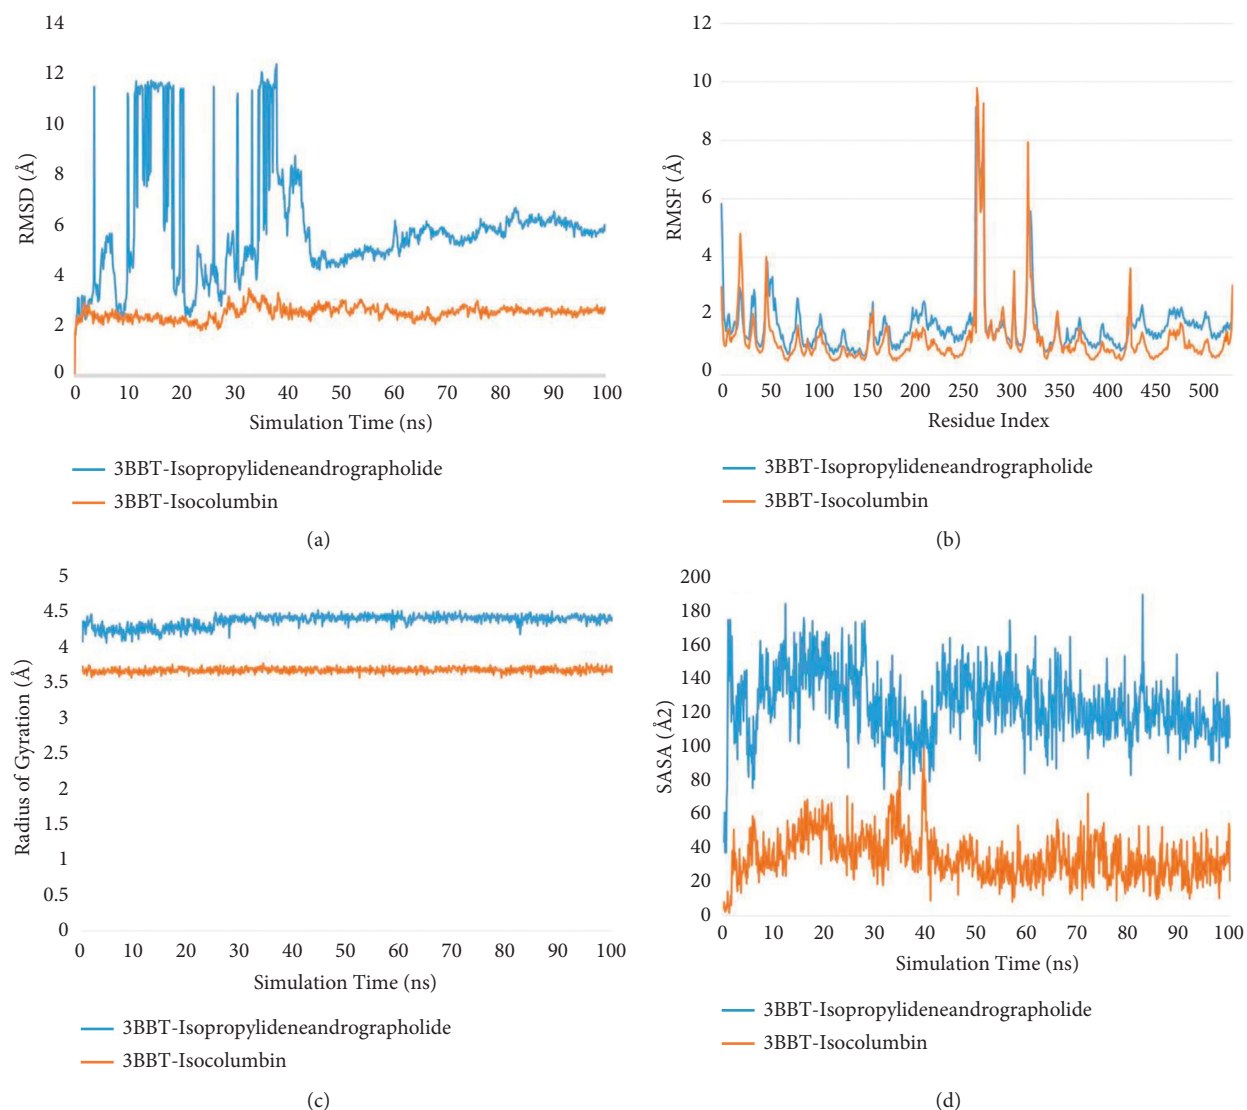 14
12
10
8
6
4
2
0
RMSD (Å)
0 10 20 30 40 50 60 70 80 90 100
Simulation Time (ns)
3BBT-Isopropylideneandrographolide
3BBT-Isocolumbin
(a)
12
10
8
6
4
2
0
RMSF (Å)
0 50 100 150 200 250 300 350 400 450 500
Residue Index
3BBT-Isopropylideneandrographolide
3BBT-Isocolumbin
(b)
5
4.5
4
3.5
3
2.5
2
1.5
1
0.5
0
Radius of Gyration (Å)
0 10 20 30 40 50 60 70 80 90 100
Simulation Time (ns)
3BBT-Isopropylideneandrographolide
3BBT-Isocolumbin
(c)
200
180
160
140
120
100
80
60
40
20
0
SASA (Å2)
0 10 20 30 40 50 60 70 80 90 100
Simulation Time (ns)
3BBT-Isopropylideneandrographolide
3BBT-Isocolumbin
(d)